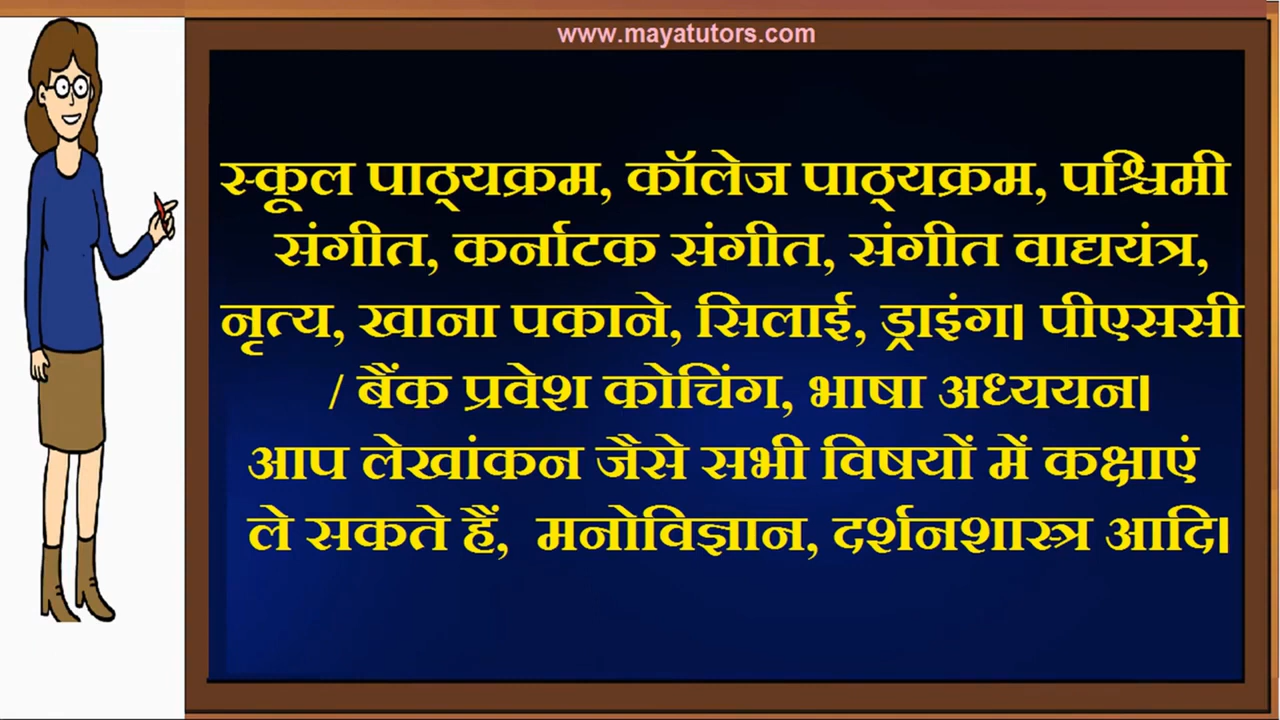 www.mayatutors.com
स्कूल पाठ्यक्रम, कॉलेज पाठ्यक्रम, पश्चिमी
संगीत, कर्नाटक संगीत, संगीत वाद्ययंत्र,
नृत्य, खाना पकाने, सिलाई, ड्राइंग। पीएससी
/ बैंक प्रवेश कोचिंग, भाषा अध्ययन।
आप लेखांकन जैसे सभी विषयों में कक्षाएं
ले सकते हैं, मनोविज्ञान, दर्शनशास्त्र आदि।